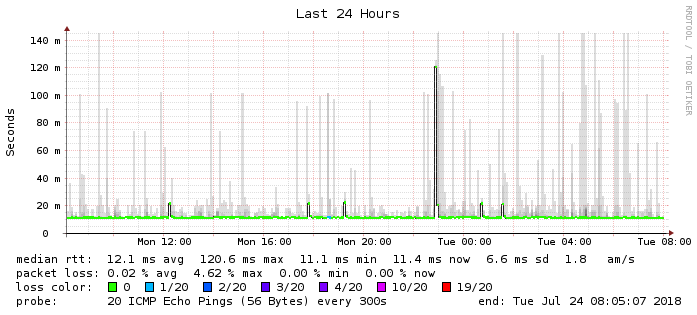 Last 24 Hours
RRDTOOL / TOBI OETIKER
Seconds
140 m
120 m
100 m
80 m
60 m
40 m
20 m
0
Mon 12:00 Mon 16:00 Mon 20:00 Tue 00:00 Tue 04:00 Tue 08:00
median rtt: 12.1 ms avg 120.6 ms max 11.1 ms min 11.4 ms now 6.6 ms sd 1.8 am/s
packet loss: 0.02 % avg 4.62 % max 0.00 % min 0.00 % now
loss color: 0 1/20 2/20 3/20 4/20 10/20 19/20
probe: 20 ICMP Echo Pings (56 Bytes) every 300s end: Tue Jul 24 08:05:07 2018